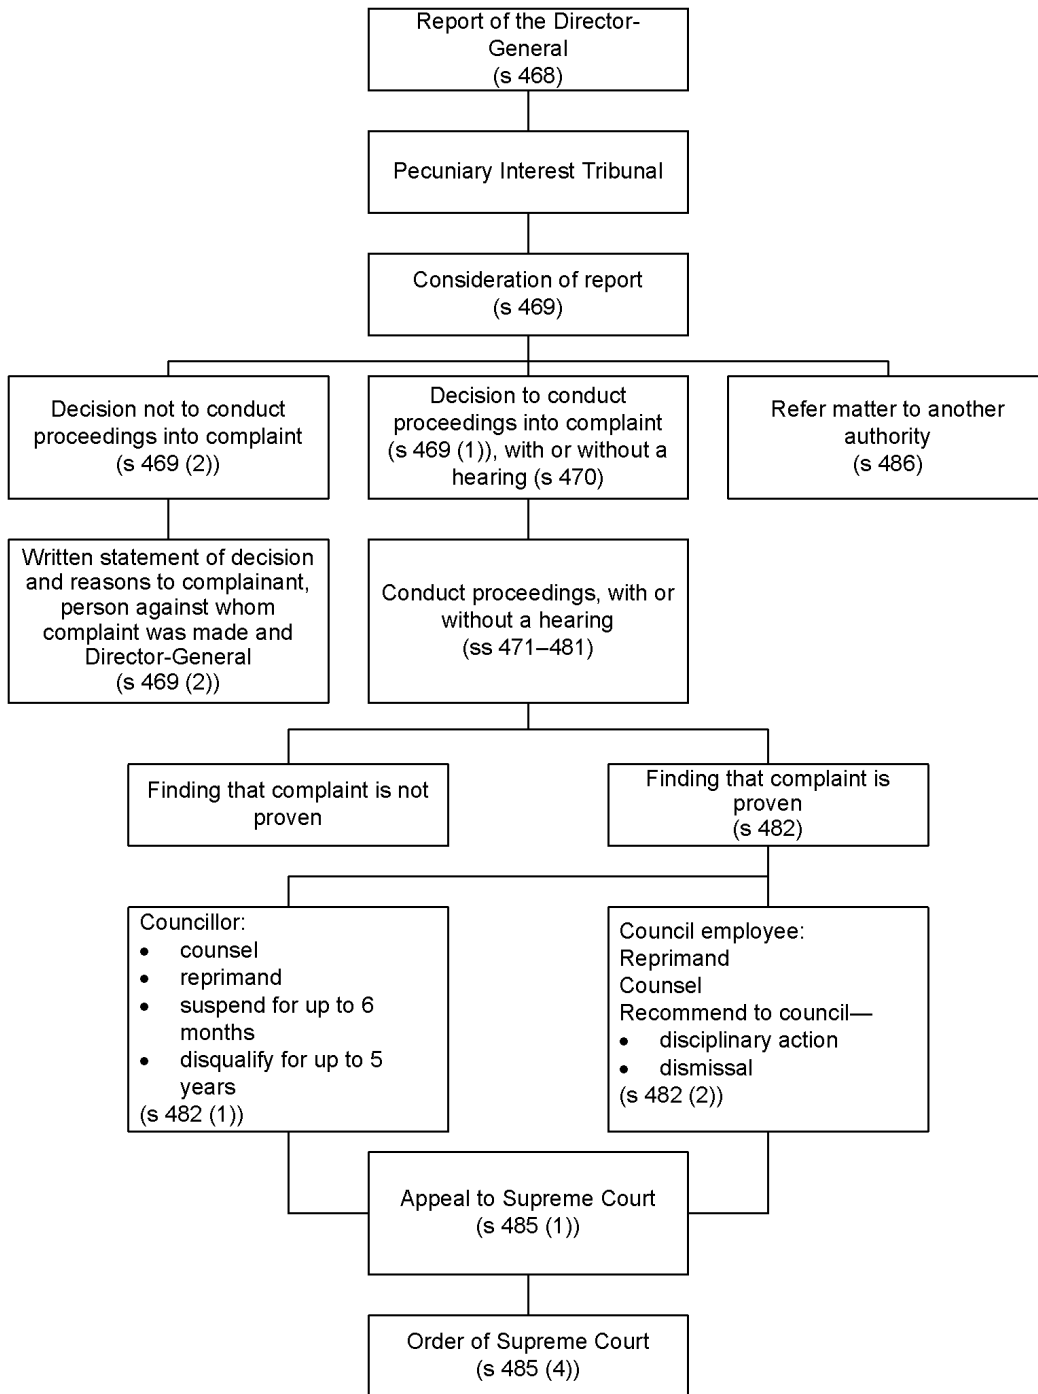 Report of the Director-
General
(s 468)
Pecuniary Interest Tribunal
Consideration of report
(s 469)
Decision not to conduct
proceedings into complaint
(s 469 (2))
Decision to conduct
proceedings into complaint
(s 469 (1)), with or without a
hearing (s 470)
Refer matter to another
authority
(s 486)
Written statement of decision
and reasons to complainant,
person against whom
complaint was made and
Director-General
(s 469 (2))
Conduct proceedings, with or
without a hearing
(ss 471–481)
Finding that complaint is not
proven
Finding that complaint is
proven
(s 482)
Councillor:
• counsel
• reprimand
• suspend for up to 6
months
• disqualify for up to 5
years
(s 482 (1))
Council employee:
Reprimand
Counsel
Recommend to council—
• disciplinary action
• dismissal
(s 482 (2))
Appeal to Supreme Court
(s 485 (1))
Order of Supreme Court
(s 485 (4))